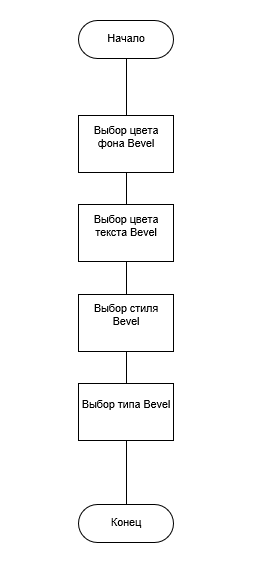 Начало
Выбор цвета
фона Bevel
Выбор цвета
текста Bevel
Выбор стиля
Bevel
Выбор типа Bevel
Конец